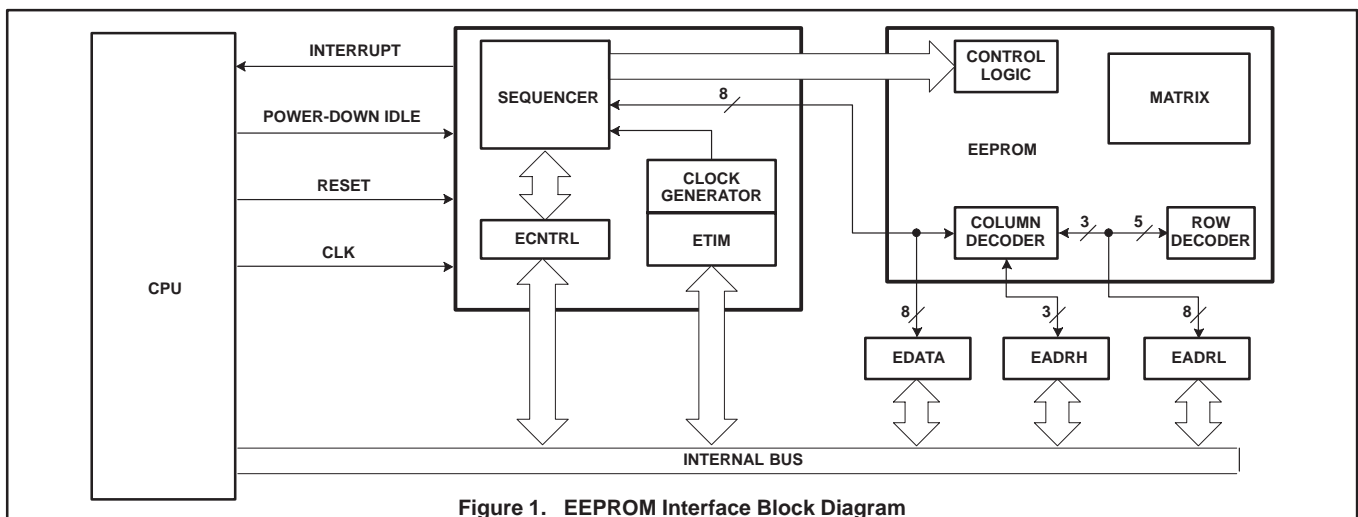 INTERRUPT
POWER-DOWN IDLE
RESET
CLK
CPU
SEQUENCER
8
CLOCK
GENERATOR
ECNTRL
ETIM
CONTROL
LOGIC
MATRIX
EEPROM
COLUMN
DECODER
3
5
ROW
DECODER
8
3
8
EDATA
EADRH
EADRL
INTERNAL BUS
Figure 1. EEPROM Interface Block Diagram